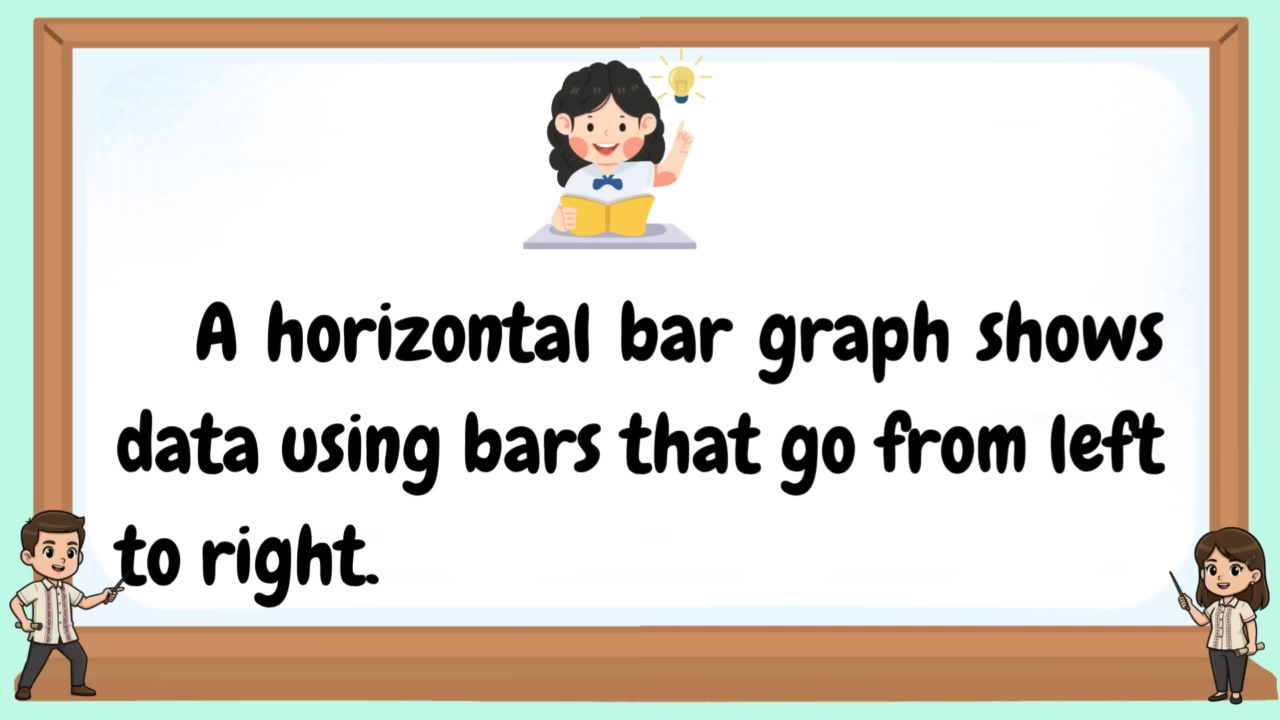 A horizontal bar graph shows
data using bars that go from left
to right.